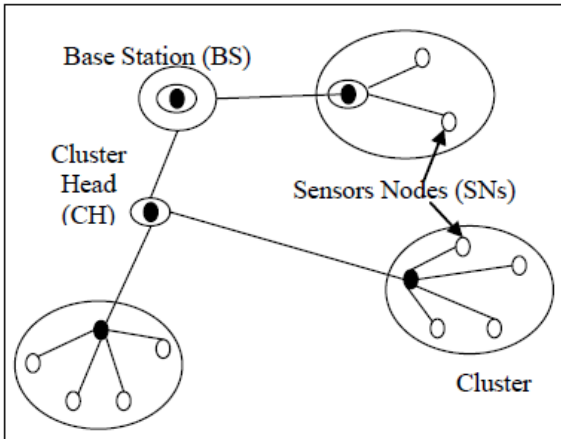 Base Station (BS)
Cluster
Head
(CH)
Sensors Nodes (SNs)
Cluster